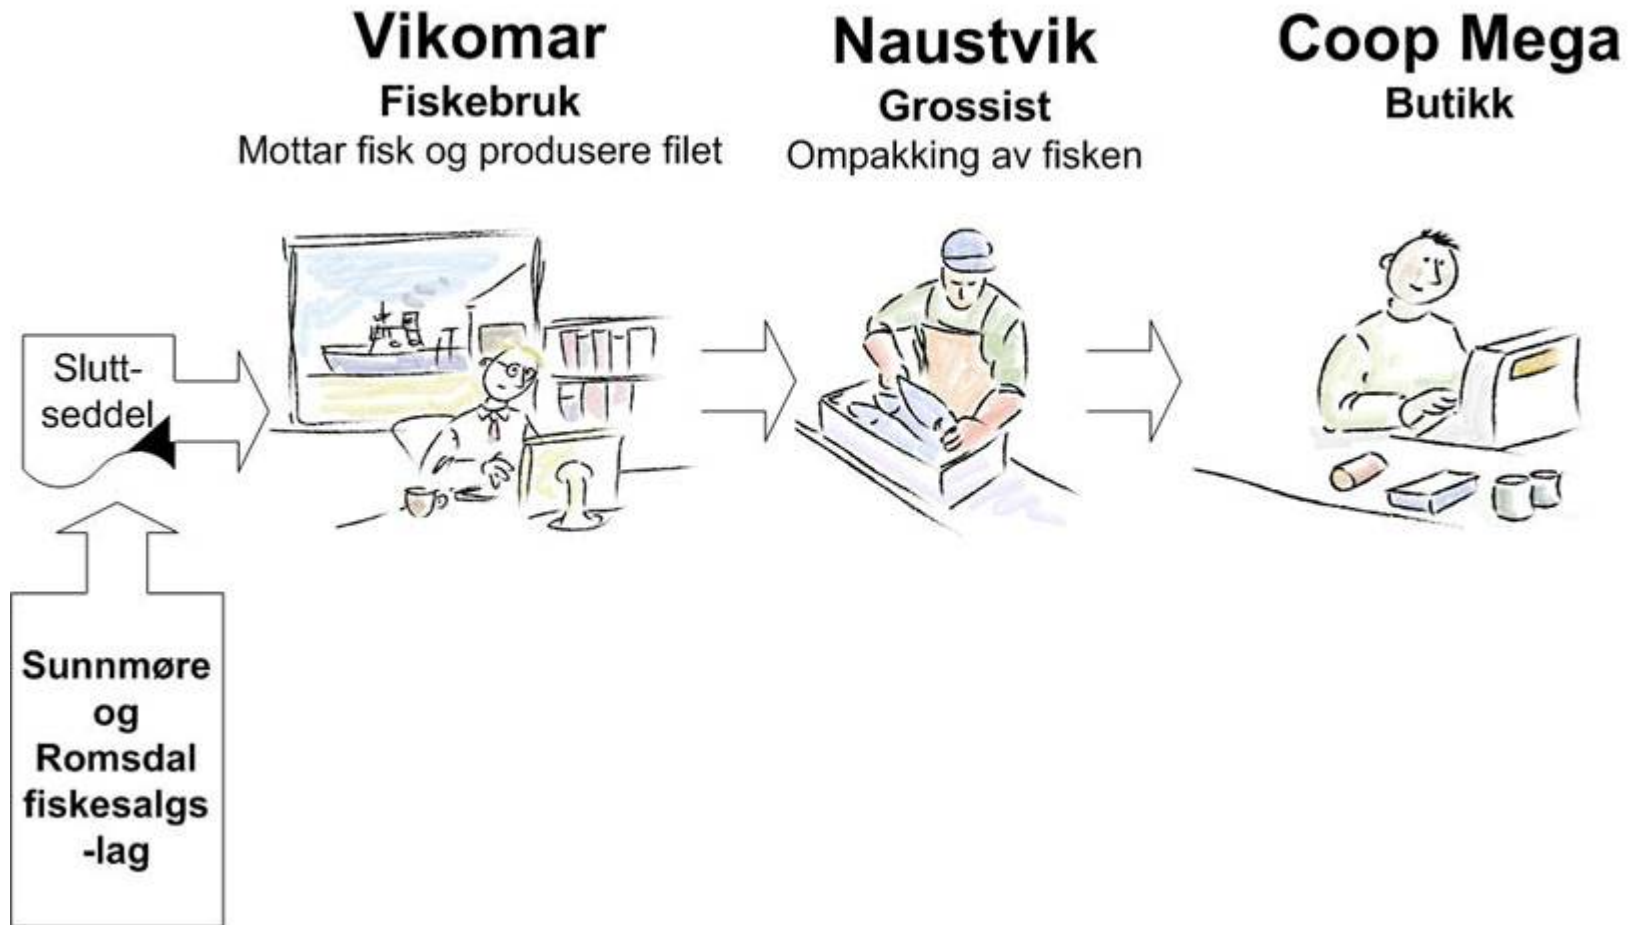 Vikomar
Fiskebruk
Mottar fisk og produsere filet
Naustvik
Grossist
Ompakking av fisken
Coop Mega
Butikk
Slutt-
seddel
Sunnmøre
og
Romsdal
fiskesalgs
-lag